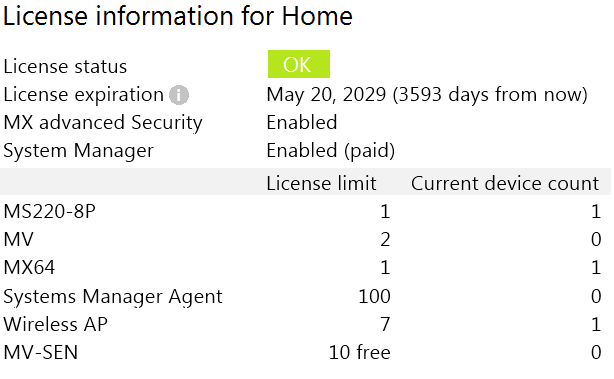 License information for Home
License status OK
License expiration May 20, 2029 (3593 days from now)
MX advanced Security Enabled
System Manager Enabled (paid)
License limit Current device count
MS220-8P 1 1
MV 2 0
MX64 1 1
Systems Manager Agent 100 0
Wireless AP 7 1
MV-SEN 10 free 0